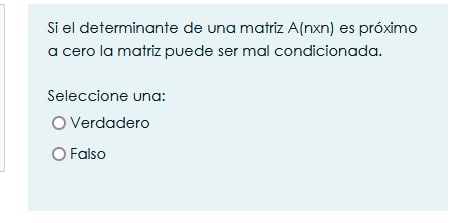 Si el determinante de una matriz A(nxn) es próximo
a cero la matriz puede ser mal condicionada.
Seleccione una:
Verdadero
Falso